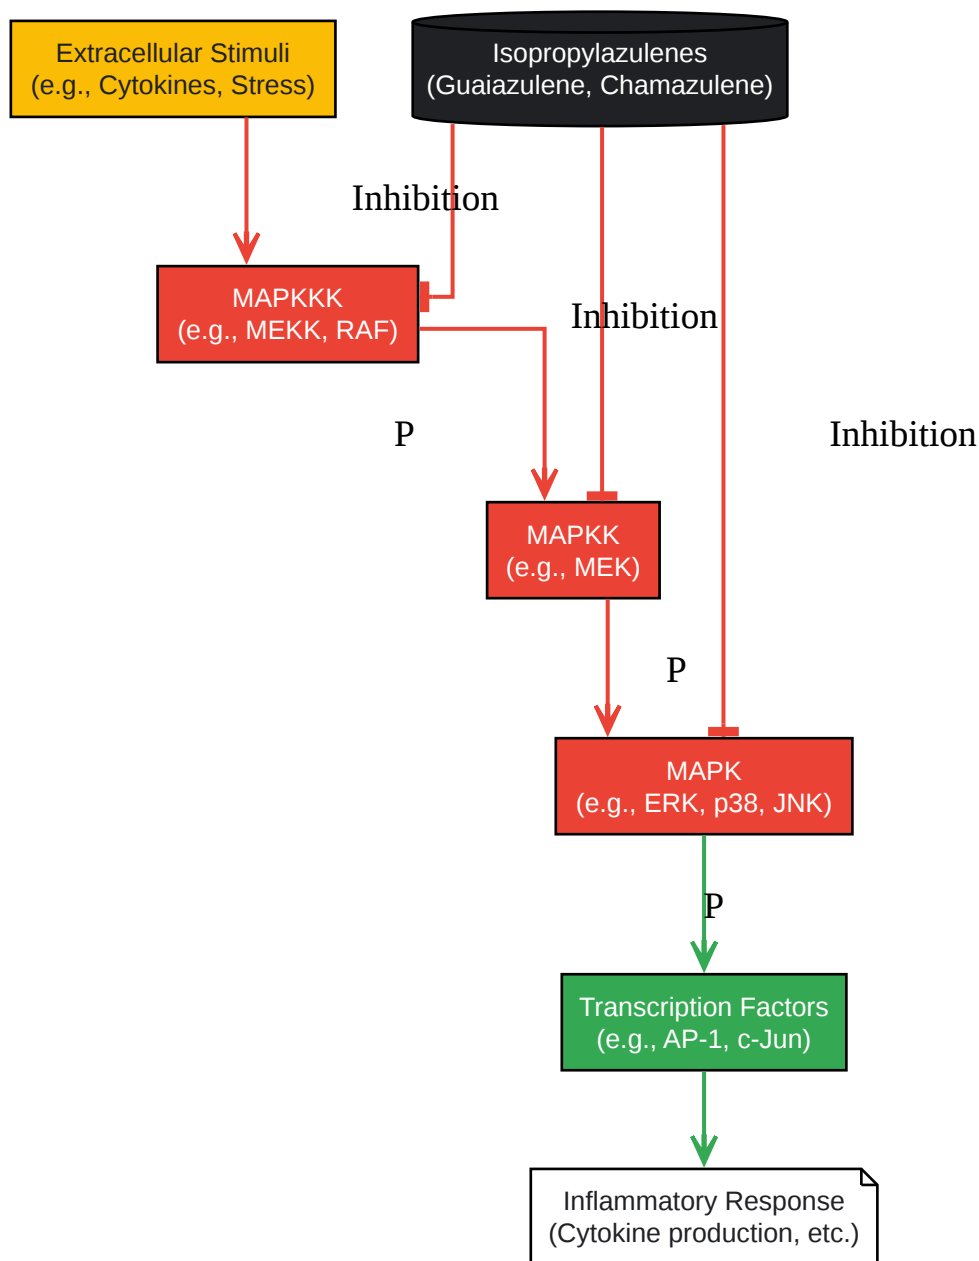 Extracellular Stimuli
(e.g., Cytokines, Stress)
Isopropylazulenes
(Guaiazulene, Chamazulene)
Inhibition
MAPKKK
(e.g., MEKK, RAF)
Inhibition
P
Inhibition
MAPKK
(e.g., MEK)
P
MAPK
(e.g., ERK, p38, JNK)
P
Transcription Factors
(e.g., AP-1, c-Jun)
Inflammatory Response
(Cytokine production, etc.)